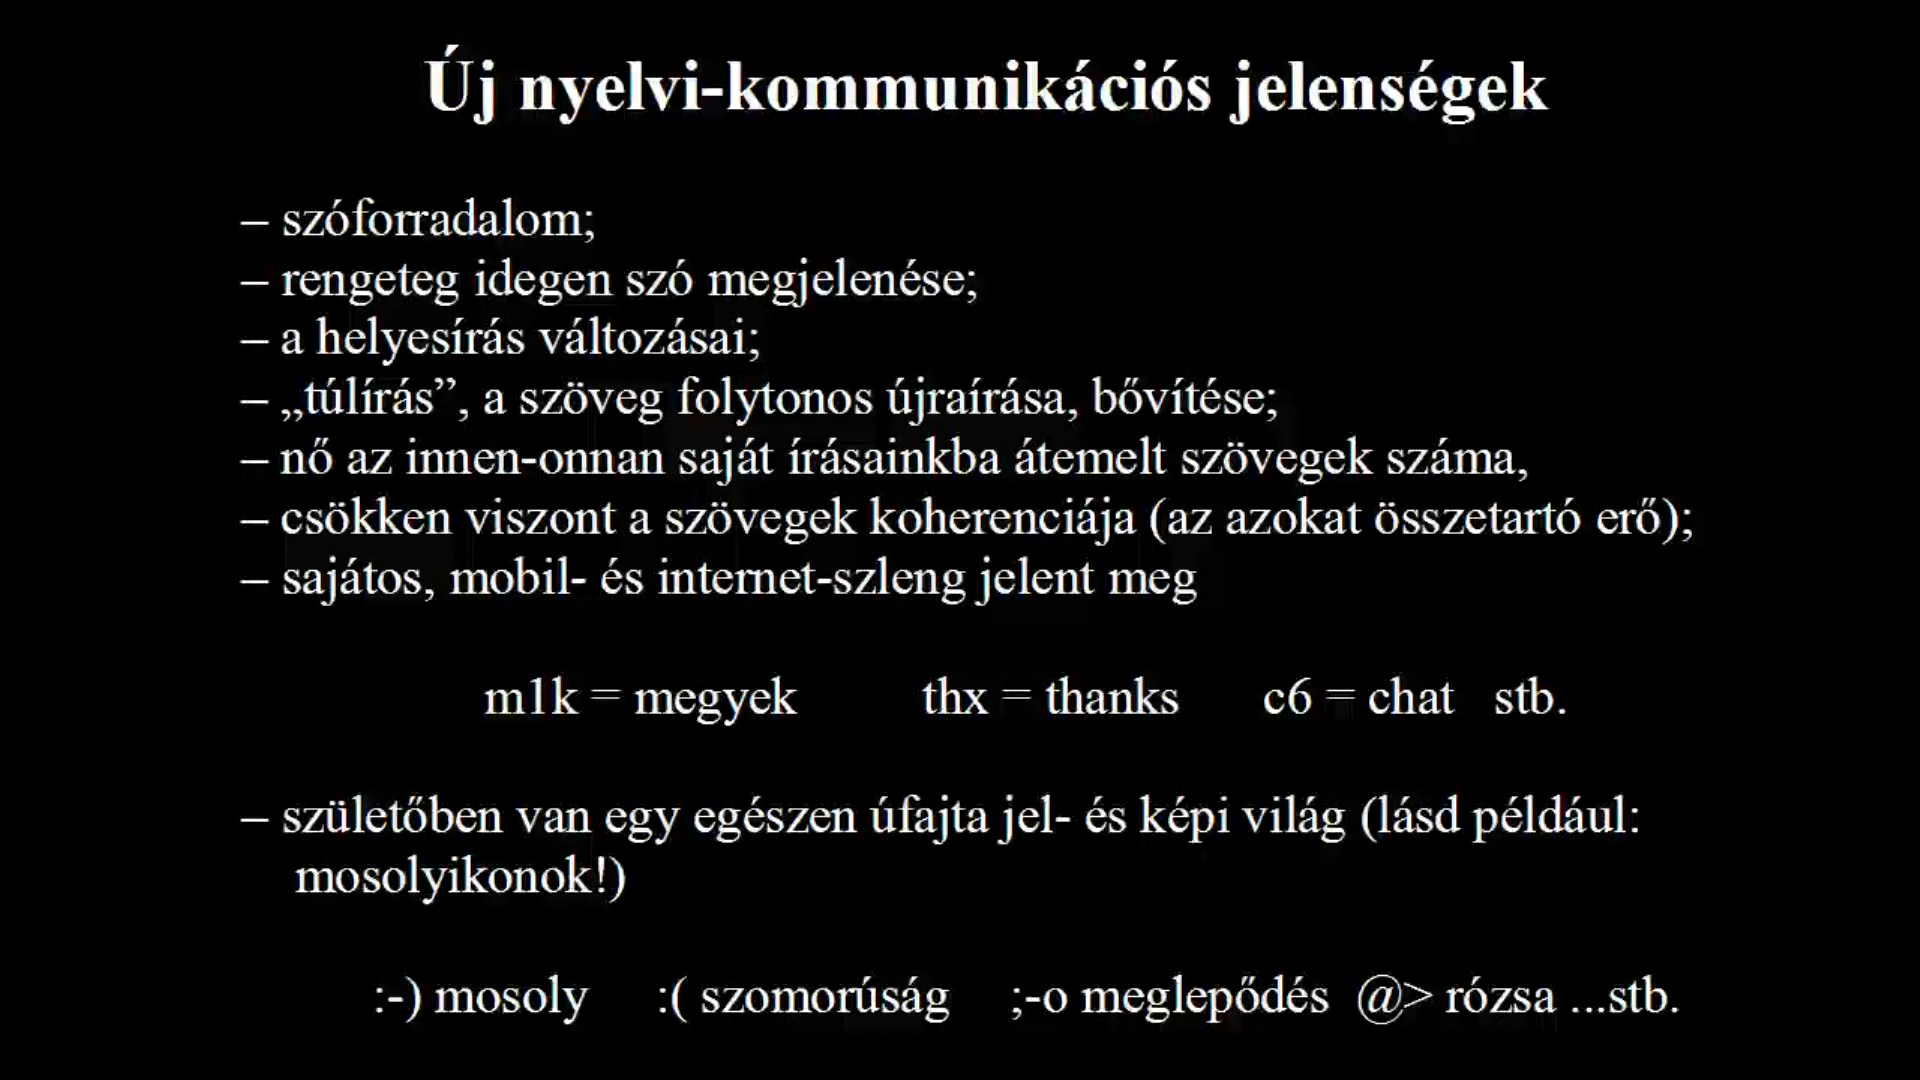 Új nyelvi-kommunikációs jelenségek
– szóforradalom;
– rengeteg idegen szó megjelenése;
– a helyesírás változásai;
– „túlírás”, a szöveg folytonos újraírása, bővítése;
– nő az innen-onnan saját írásainkba átemelt szövegek száma,
– csökken viszont a szövegek koherenciája (az azokat összetartó erő);
– sajátos, mobil- és internet-szleng jelent meg
m1k = megyek thx = thanks c6 = chat stb.
– születőben van egy egészen úfajta jel- és képi világ (lásd például:
mosolyikonok!)
:-) mosoly :( szomorúság ;-o meglepődés @> rózsa ...stb.